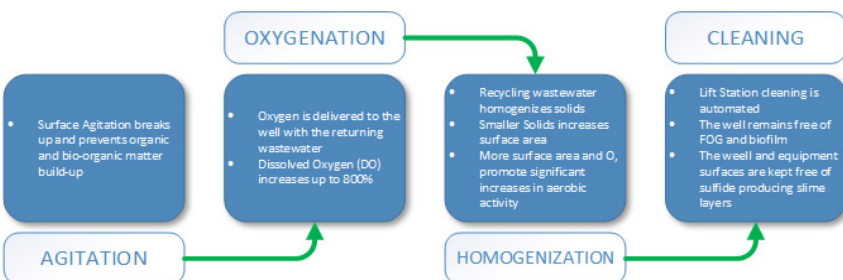 OXYGENATION
CLEANING
• Surface Agitation breaks
up and prevents organic
and bio-organic matter
build-up
• Oxygen is delivered to the
well with the returning
wastewater
• Dissolved Oxygen (DO)
increases up to 800%
• Recycling wastewater
homogenizes solids
• Smaller Solids increases
surface area
• More surface area and O,
promote significant
increases in aerobic
activity
• Lift Station cleaning is
automated
• The well remains free of
FOG and biofilm
• The weell and equipment
surfaces are kept free of
sulfide producing slime
layers
AGITATION
HOMOGENIZATION